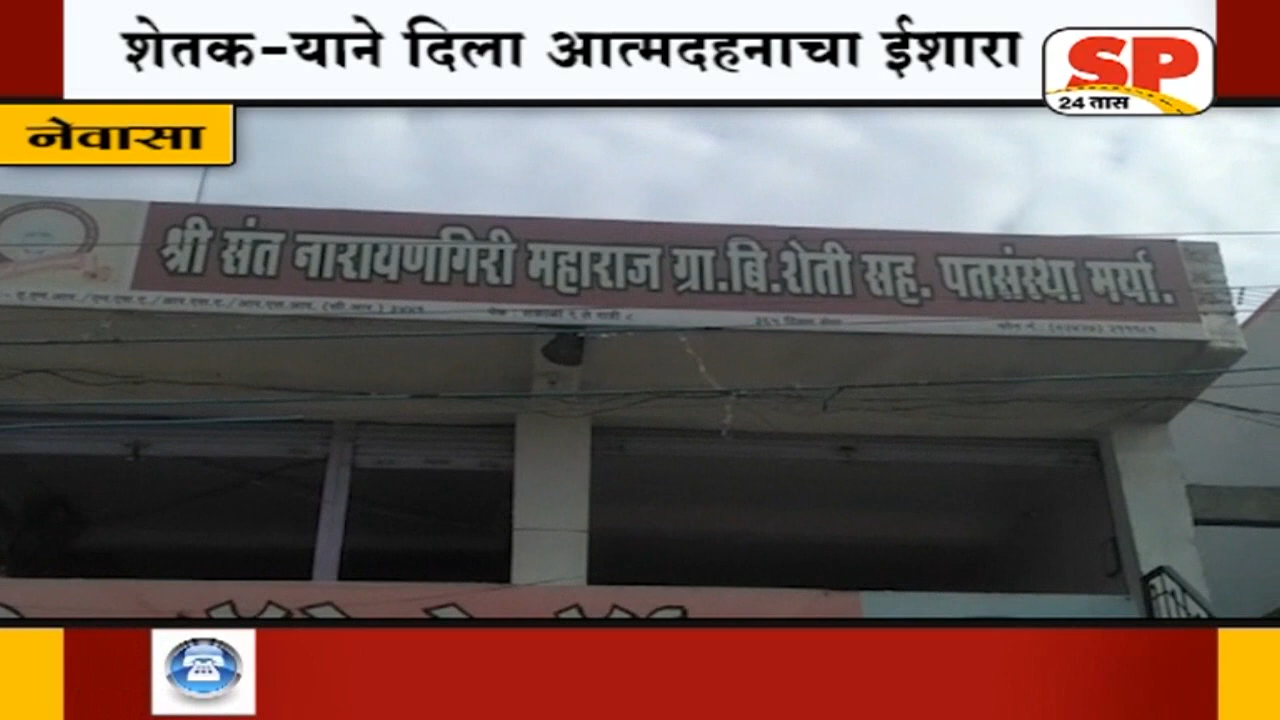 शेतक-याने दिला आत्मदहनाचा ईशारा
SP
24 तास
नेवासा
श्री संत नारायणगिरी महाराज ग्रा.बि.शेती सह. पतसंस्था मर्या.